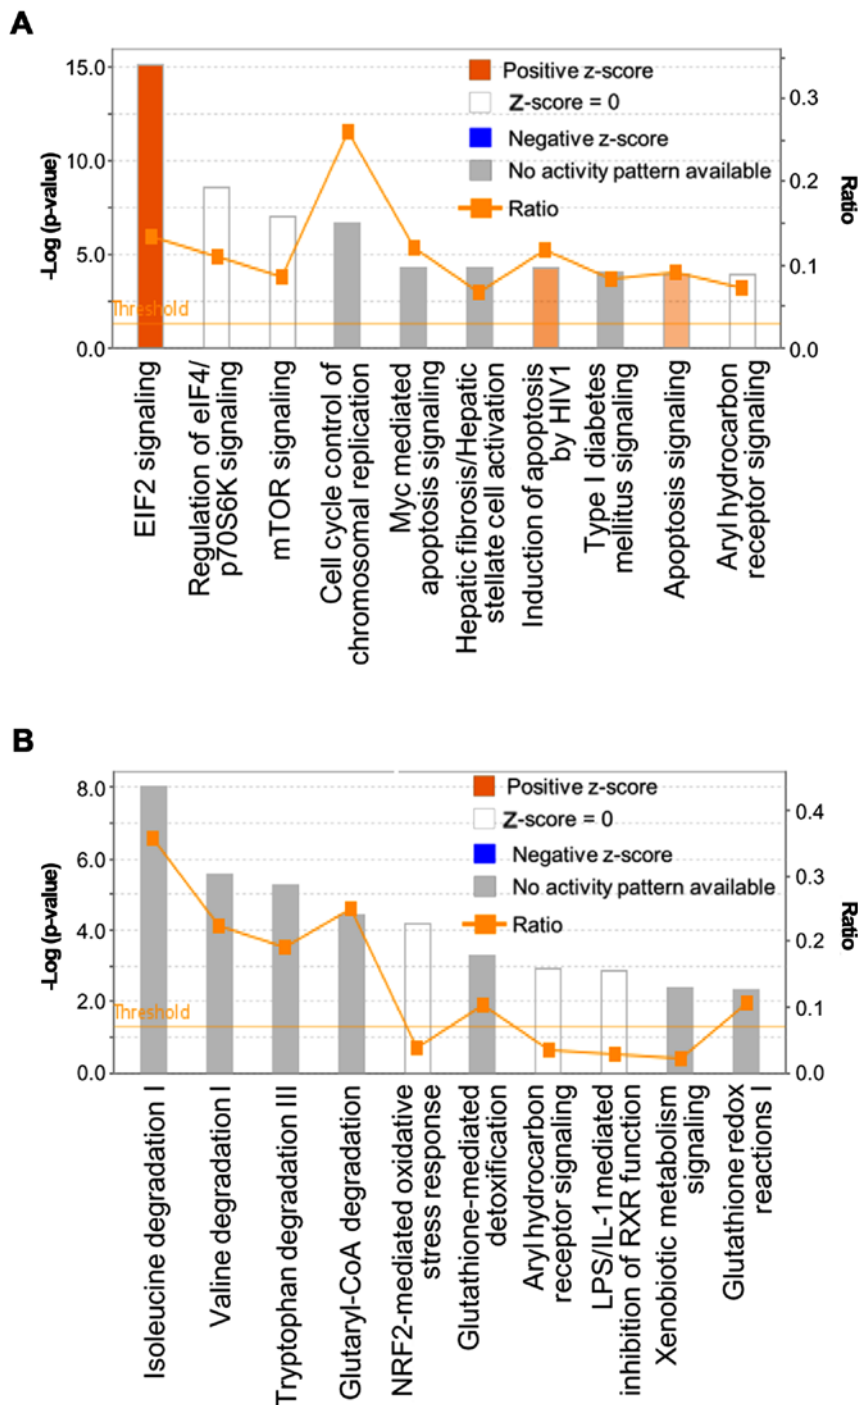 A
15.0
10.0
5.0
0.0
-Log (p-value)
Positive z-score
z-score = 0
Negative z-score
No activity pattern available
Ratio
Threshold
0.3
0.2
0.1
0.0
Ratio
EIF2 signaling
Regulation of eIF4/
p70S6K signaling
mTOR signaling
Cell cycle control of
chromosomal replication
Myc mediated
apoptosis signaling
Hepatic fibrosis/Hepatic
stellate cell activation
Induction of apoptosis
by HIV1
Type I diabetes
mellitus signaling
Apoptosis signaling
Aryl hydrocarbon
receptor signaling
B
8.0
6.0
4.0
2.0
0.0
-Log (p-value)
Positive z-score
z-score = 0
Negative z-score
No activity pattern available
Ratio
Threshold
0.4
0.3
0.2
0.1
0.0
Ratio
Isoleucine degradation I
Valine degradation I
Tryptophan degradation III
Glutaryl-CoA degradation
NRF2-mediated oxidative
stress response
Glutathione-mediated
detoxification
Aryl hydrocarbon
receptor signaling
LPS/IL-1 mediated
inhibition of RXR function
Xenobiotic metabolism
signaling
Glutathione redox
reactions I